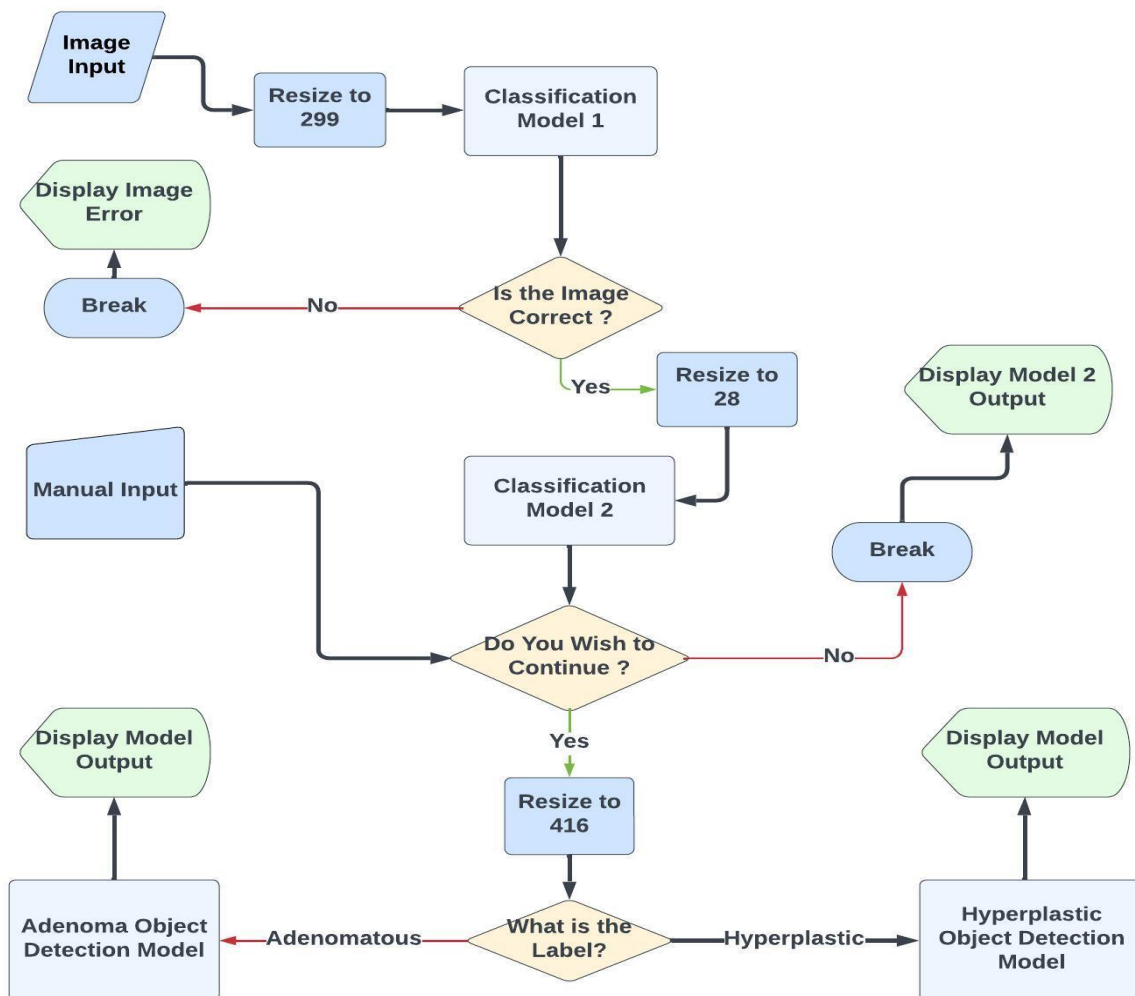 Image
Input
Resize to
299
Classification
Model 1
Display Image
Error
Break
No
Is the Image
Correct ?
Yes
Resize to
28
Display Model 2
Output
Manual Input
Classification
Model 2
Break
Do You Wish to
Continue ?
No
Yes
Display Model
Output
Resize to
416
Display Model
Output
Adenoma Object
Detection Model
Adenomatous
What is the
Label?
Hyperplastic
Hyperplastic
Object Detection
Model